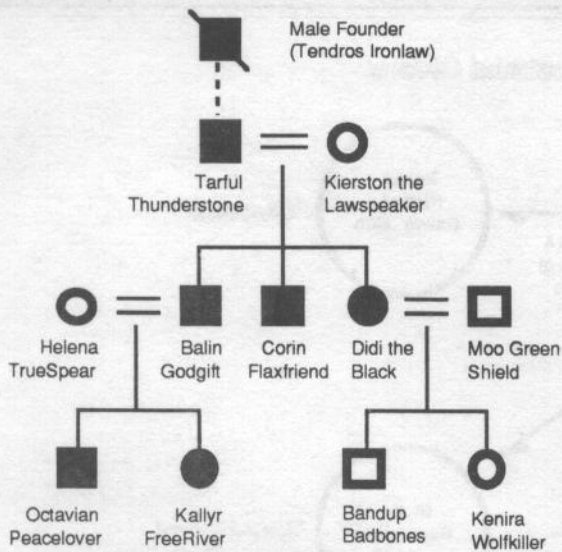 Male Founder
(Tendros Ironlaw)
Tarful
Thunderstone
Kierston the
Lawspeaker
Helena
TrueSpear
Balin
Godgift
Corin
Flaxfriend
Didi the
Black
Moo Green
Shield
Octavian
Peacelover
Kallyr
FreeRiver
Bandup
Badbones
Kenira
Wolfkiller